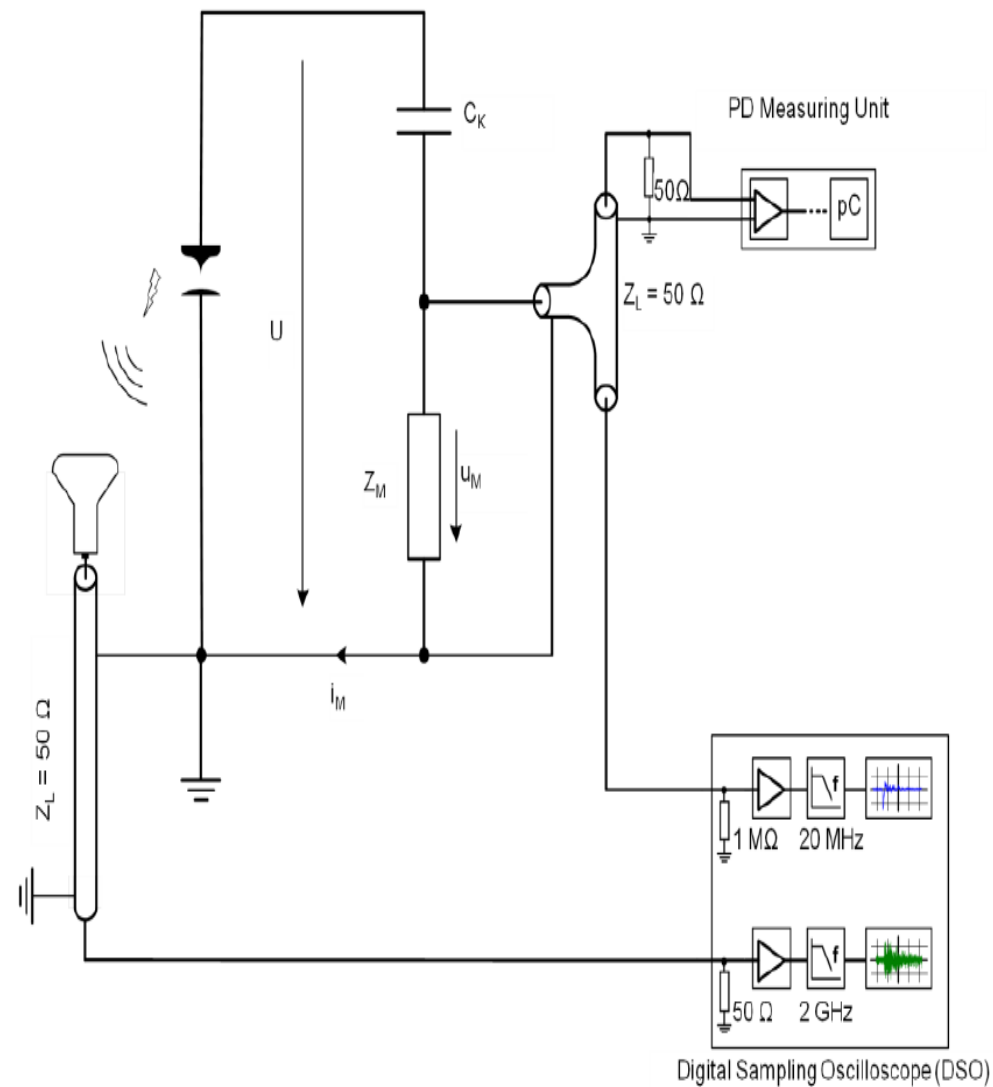 C_K
PD Measuring Unit
50Ω
pC
Z_L = 50 Ω
U
Z_M
u_M
i_M
Z_L = 50 Ω
f
1 MΩ
20 MHz
f
50 Ω
2 GHz
Digital Sampling Oscilloscope (DSO)